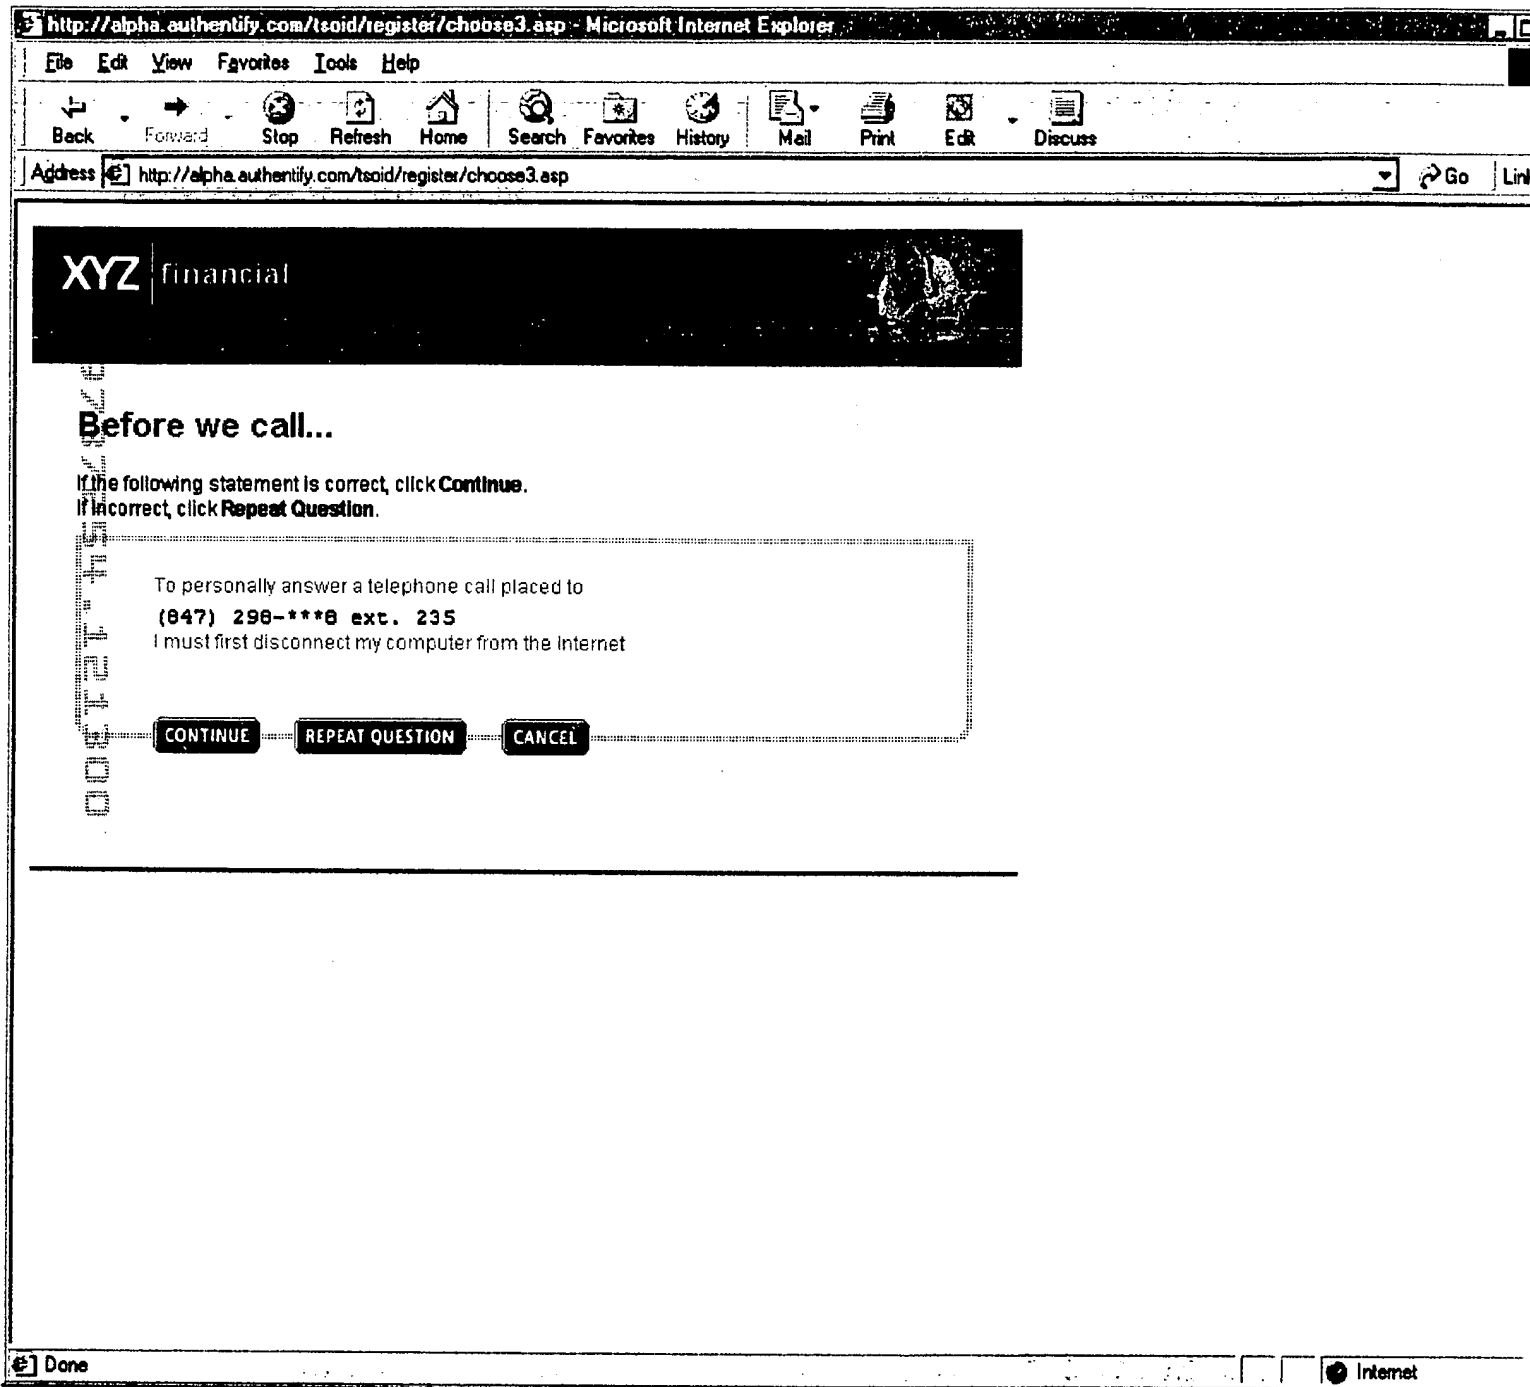 http://alpha.authentify.com/tsoid/register/choose3.asp - Microsoft Internet Explorer
File Edit View Favorites Tools Help
Back Forward Stop Refresh Home Search Favorites History Mail Print Edit Discuss
Address http://alpha.authentify.com/tsoid/register/choose3.asp Go Link
XYZ financial
Before we call...
If the following statement is correct, click Continue.
If incorrect, click Repeat Question.
To personally answer a telephone call placed to
(847) 298-***8 ext. 235
I must first disconnect my computer from the Internet
CONTINUE REPEAT QUESTION CANCEL
Done Internet